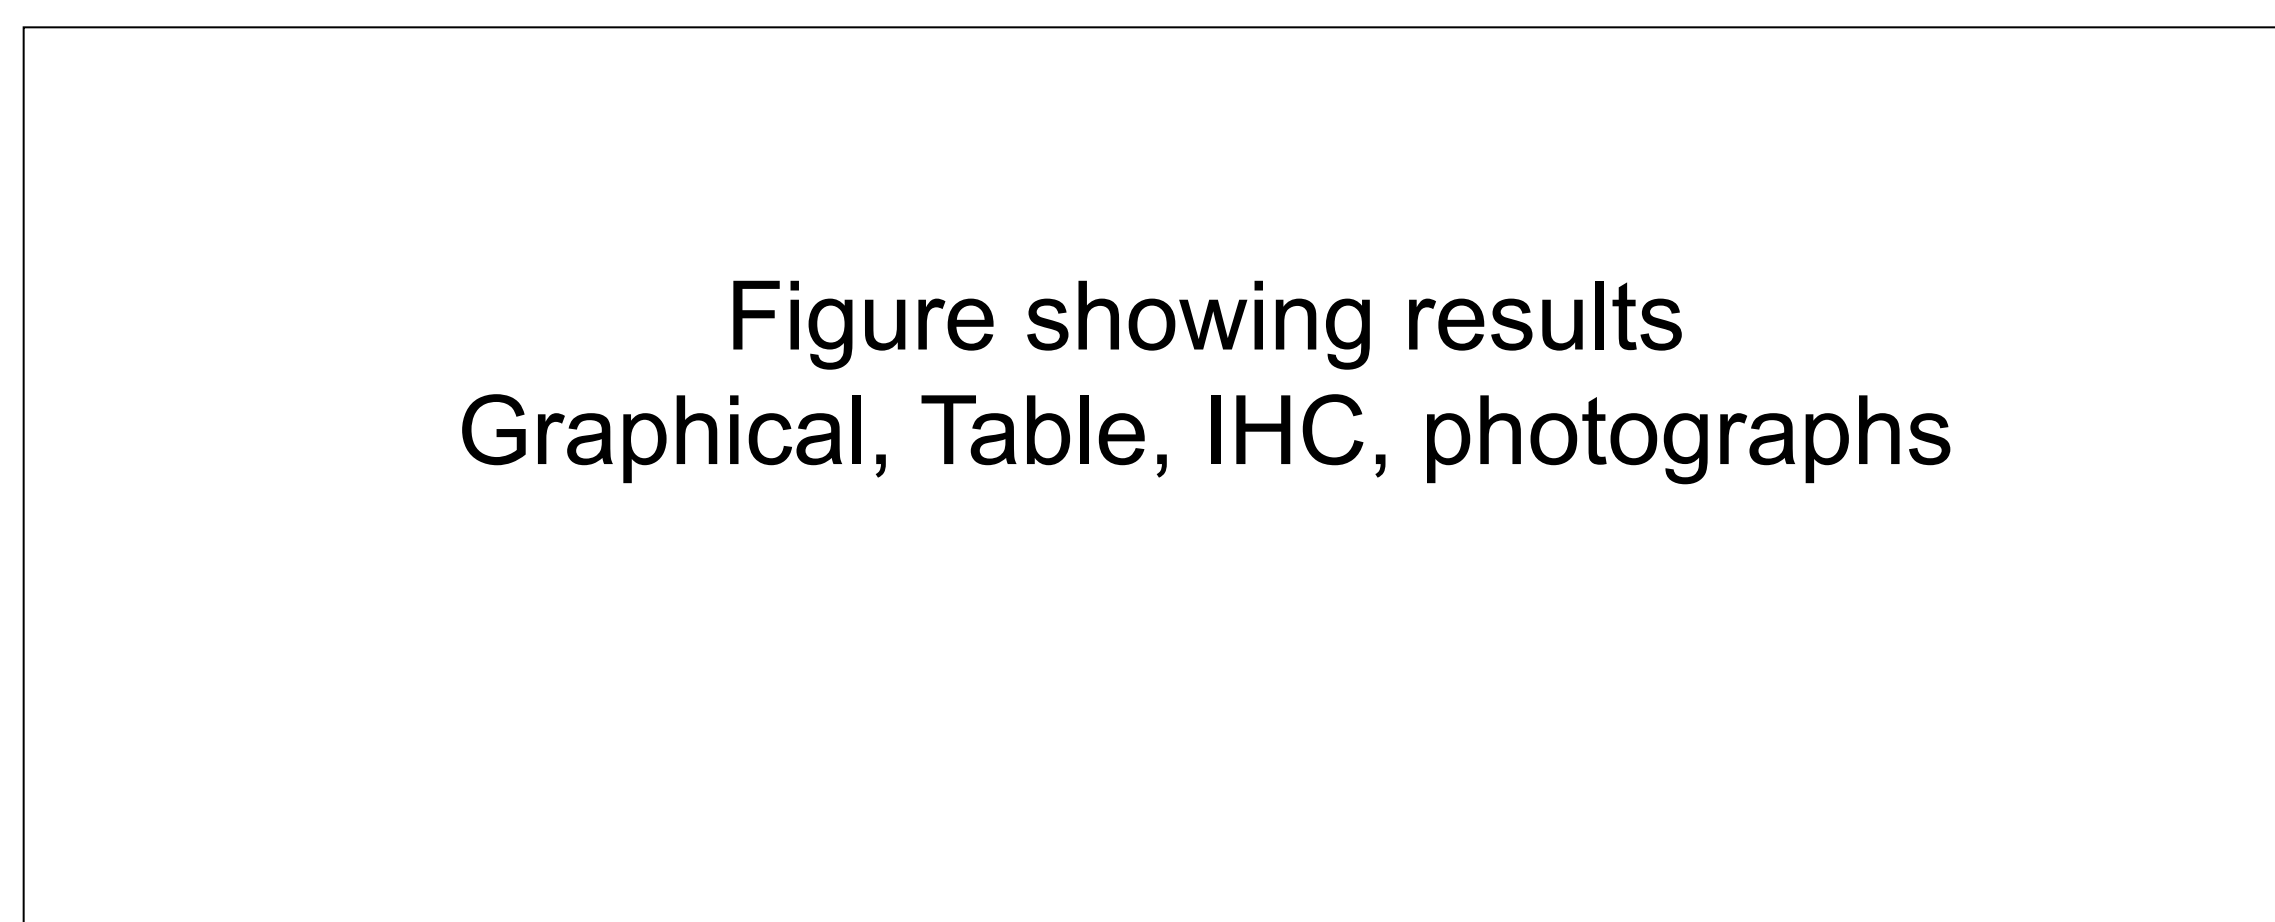 Figure showing results
Graphical, Table, IHC, photographs